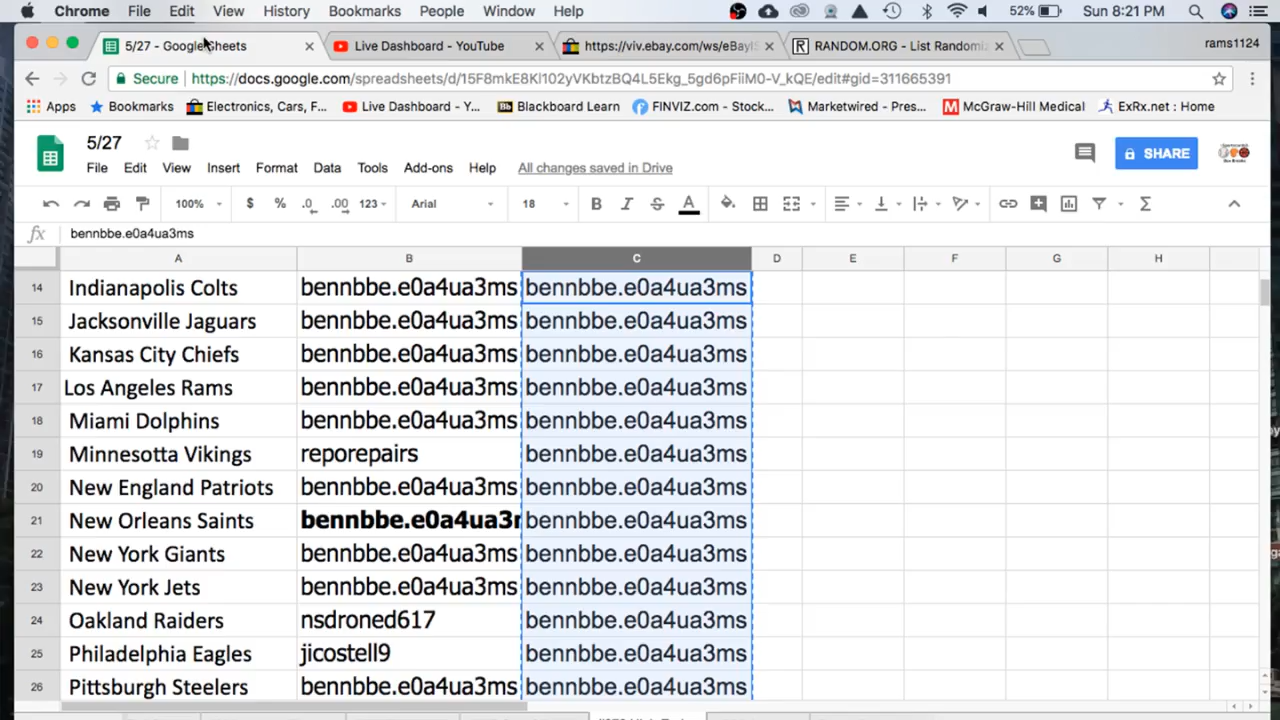 Chrome File Edit View History Bookmarks People Window Help 52% Sun 8:21 PM
5/27 - Google Sheets Live Dashboard - YouTube https://viv.ebay.com/ws/eBayI RANDOM.ORG - List Randomiz rams1124
Secure https://docs.google.com/spreadsheets/d/15F8mkE8Kl102yVKbtzBQ4L5Ekg_5gd6pFiiM0-V_kQE/edit#gid=311665391
Apps Bookmarks Electronics, Cars, F... Live Dashboard - Y... Blackboard Learn FINVIZ.com - Stock... Marketwired - Pres... McGraw-Hill Medical ExRx.net : Home
5/27
SHARE
File Edit View Insert Format Data Tools Add-ons Help All changes saved in Drive
100% $ % .0 .00 123 Arial 18 B I S A
fx bennbbe.e0a4ua3ms
A B C D E F G H
14 Indianapolis Colts bennbbe.e0a4ua3ms bennbbe.e0a4ua3ms
15 Jacksonville Jaguars bennbbe.e0a4ua3ms bennbbe.e0a4ua3ms
16 Kansas City Chiefs bennbbe.e0a4ua3ms bennbbe.e0a4ua3ms
17 Los Angeles Rams bennbbe.e0a4ua3ms bennbbe.e0a4ua3ms
18 Miami Dolphins bennbbe.e0a4ua3ms bennbbe.e0a4ua3ms
19 Minnesotta Vikings reporepairs bennbbe.e0a4ua3ms
20 New England Patriots bennbbe.e0a4ua3ms bennbbe.e0a4ua3ms
21 New Orleans Saints bennbbe.e0a4ua3m bennbbe.e0a4ua3ms
22 New York Giants bennbbe.e0a4ua3ms bennbbe.e0a4ua3ms
23 New York Jets bennbbe.e0a4ua3ms bennbbe.e0a4ua3ms
24 Oakland Raiders nsdroned617 bennbbe.e0a4ua3ms
25 Philadelphia Eagles jicostell9 bennbbe.e0a4ua3ms
26 Pittsburgh Steelers bennbbe.e0a4ua3ms bennbbe.e0a4ua3ms